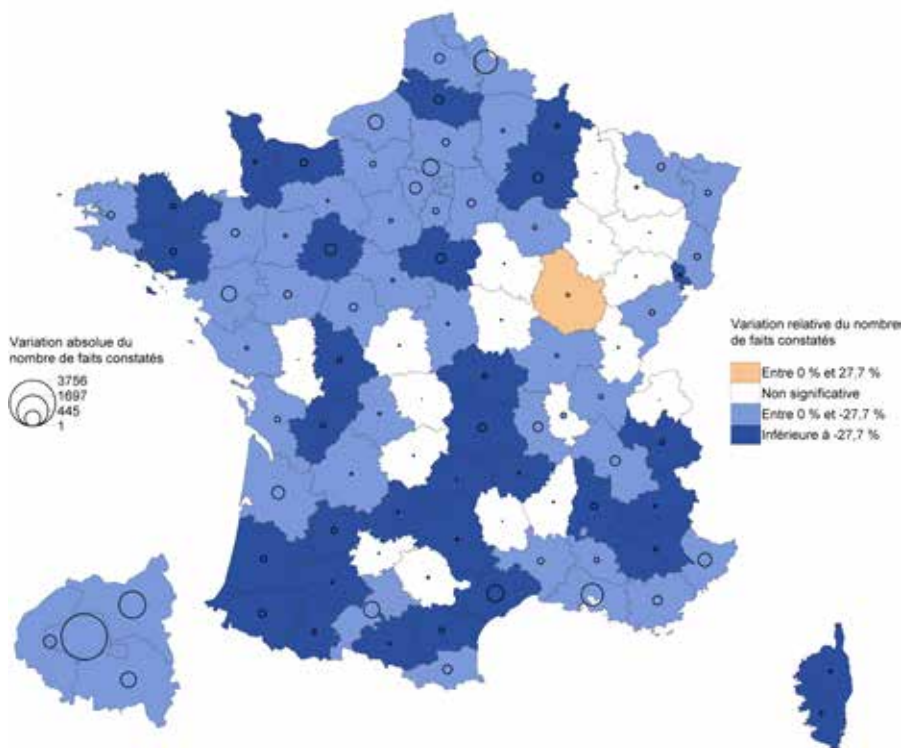 Variation absolue du
nombre de faits constatés
3756
1697
445
1
Variation relative du nombre
de faits constatés
Entre 0 % et 27,7 %
Non significative
Entre 0 % et -27,7 %
Inférieure à -27,7 %